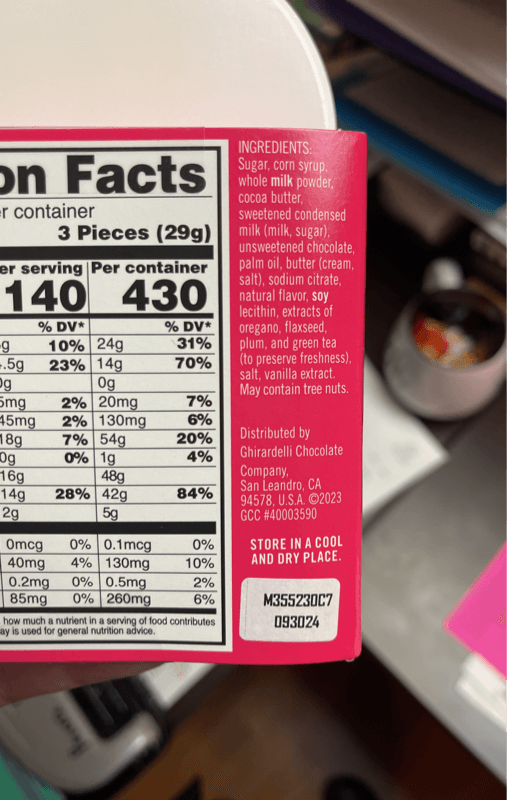 on Facts
er container
3 Pieces (29g)
er serving Per container
140 430
% DV* % DV*
g 10% 24g 31%
.5g 23% 14g 70%
0g 0g
5mg 2% 20mg 7%
45mg 2% 130mg 6%
18g 7% 54g 20%
0g 0% 1g 4%
16g 48g
14g 28% 42g 84%
2g 5g
0mcg 0% 0.1mcg 0%
40mg 4% 130mg 10%
0.2mg 0% 0.5mg 2%
85mg 0% 260mg 6%
how much a nutrient in a serving of food contributes
ay is used for general nutrition advice.
INGREDIENTS:
Sugar, corn syrup,
whole milk powder,
cocoa butter,
sweetened condensed
milk (milk, sugar),
unsweetened chocolate,
palm oil, butter (cream,
salt), sodium citrate,
natural flavor, soy
lecithin, extracts of
oregano, flaxseed,
plum, and green tea
(to preserve freshness),
salt, vanilla extract.
May contain tree nuts.
Distributed by
Ghirardelli Chocolate
Company,
San Leandro, CA
94578, U.S.A. ©2023
GCC #40003590
STORE IN A COOL
AND DRY PLACE.
M355230C7
093024